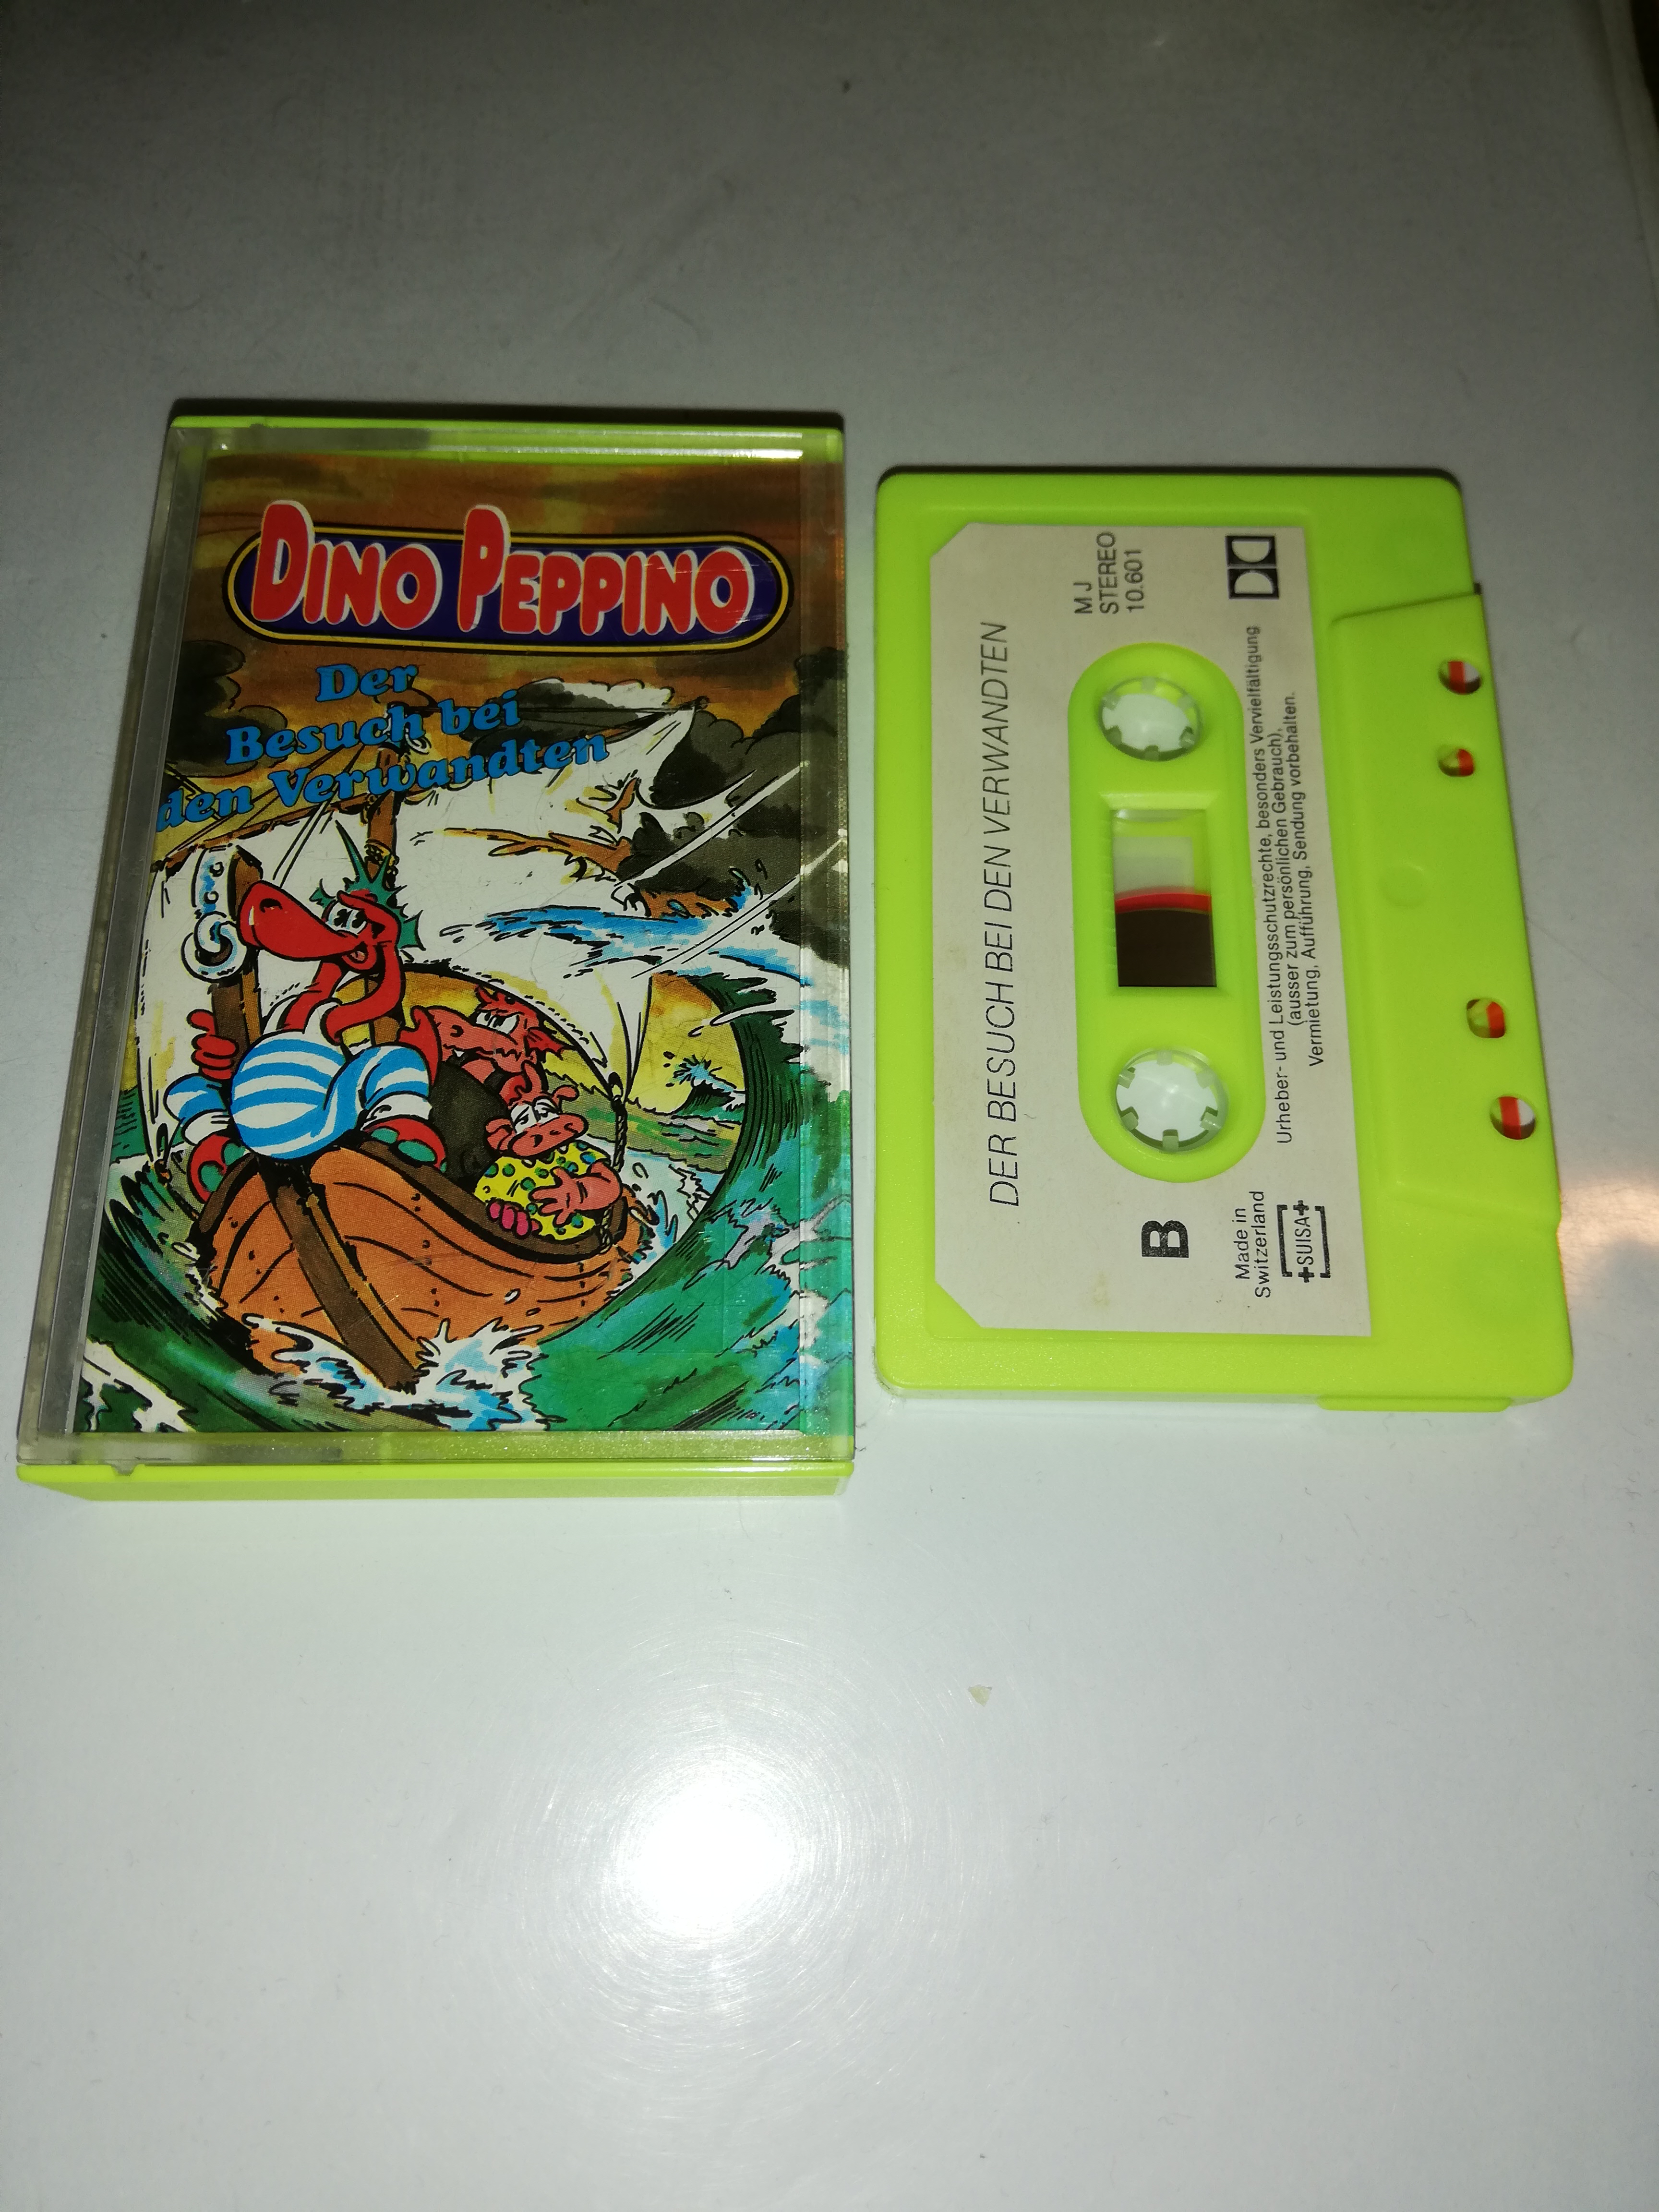 DINO PEPPINO
Der
Besuch bei
den Verwandten
DER BESUCH BEI DEN VERWANDTEN
M J
STEREO
10.601
B
Made in
Switzerland
SUISA
Urheber- und Leistungsschutzrechte, besonders Vervielfältigung
(ausser zum persönlichen Gebrauch),
Vermietung, Aufführung, Sendung vorbehalten.